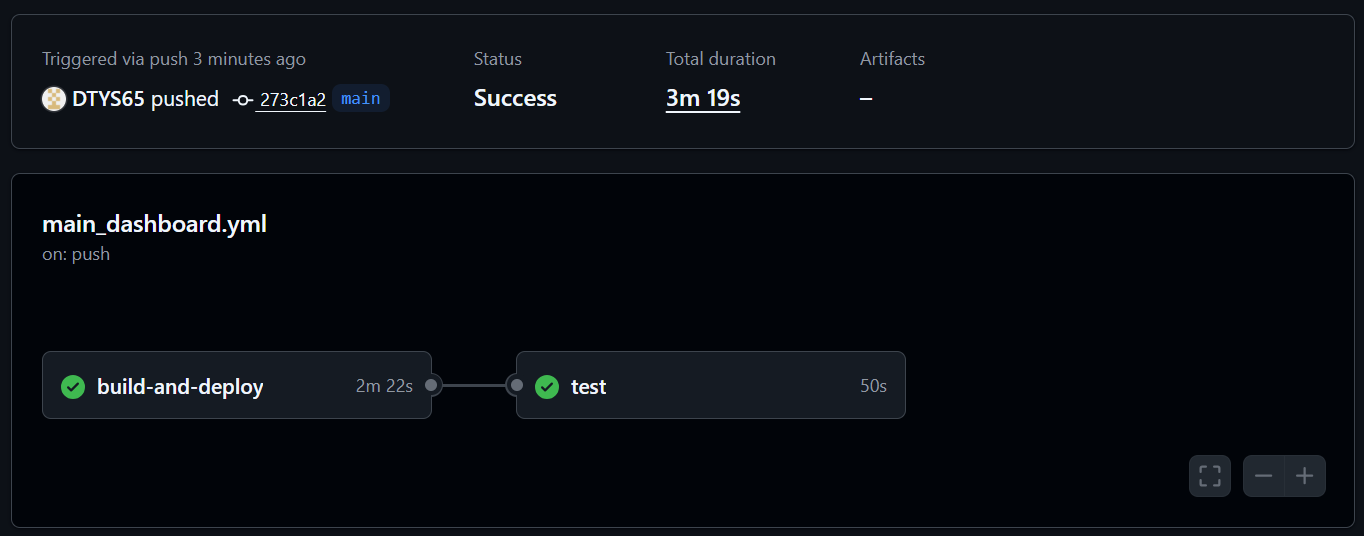 Triggered via push 3 minutes ago
DTYS65 pushed 273c1a2 main
Status
Success
Total duration
3m 19s
Artifacts
–
main_dashboard.yml
on: push
build-and-deploy 2m 22s
test 50s